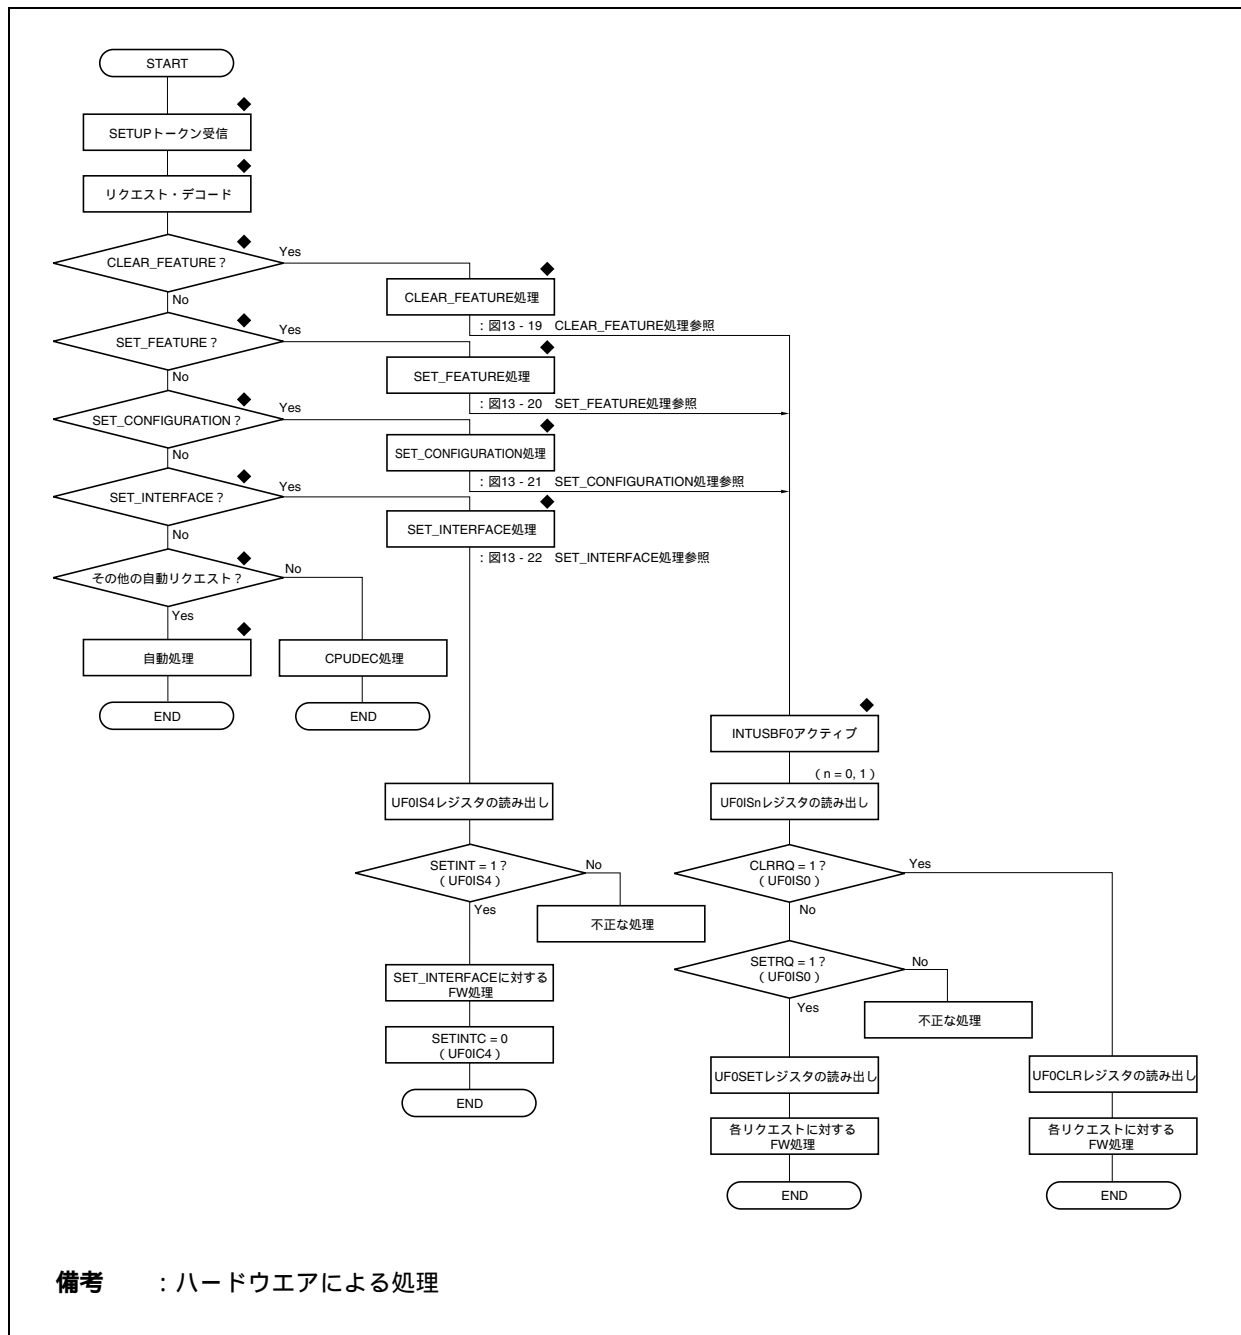 START
SETUPトークン受信
リクエスト・デコード
CLEAR_FEATURE?
Yes
No
CLEAR_FEATURE処理
:図13-19 CLEAR_FEATURE処理参照
SET_FEATURE?
Yes
No
SET_FEATURE処理
:図13-20 SET_FEATURE処理参照
SET_CONFIGURATION?
Yes
No
SET_CONFIGURATION処理
:図13-21 SET_CONFIGURATION処理参照
SET_INTERFACE?
Yes
No
SET_INTERFACE処理
:図13-22 SET_INTERFACE処理参照
その他の自動リクエスト?
No
Yes
自動処理
CPUDEC処理
END
END
INTUSBF0アクティブ
(n = 0, 1)
UF0IS4レジスタの読み出し
UF0ISnレジスタの読み出し
SETINT = 1?
(UF0IS4)
No
Yes
不正な処理
CLRRQ = 1?
(UF0IS0)
Yes
No
SETRQ = 1?
(UF0IS0)
No
Yes
不正な処理
SET_INTERFACEに対する
FW処理
SETINTC = 0
(UF0IC4)
END
UF0SETレジスタの読み出し
UF0CLRレジスタの読み出し
各リクエストに対する
FW処理
各リクエストに対する
FW処理
END
END
備考 :ハードウエアによる処理